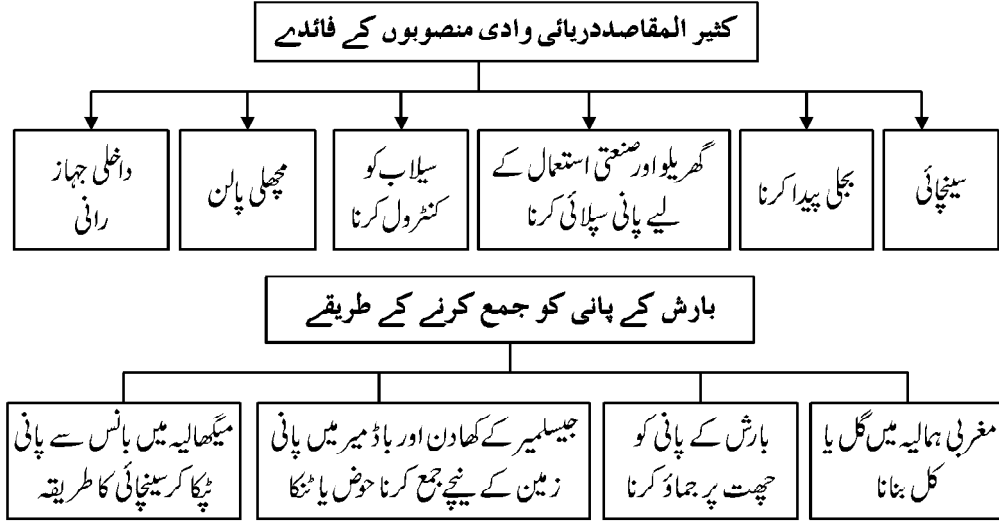 کثیر المقاصددریائی وادی منصوبوں کے فائدے
سینچائی
بجلی پیدا کرنا
گھریلو اور صنعتی استعمال کے
لیے پانی سپلائی کرنا
سیلاب کو
کنٹرول کرنا
مچھلی پالن
داخلی جہاز
رانی
بارش کے پانی کو جمع کرنے کے طریقے
مغربی ہمالیہ میں گل یا
کل بنانا
بارش کے پانی کو
چھت پر جماؤ کرنا
جیسلمیر کے کھادن اور باڈمیر میں پانی
زمین کے نیچے جمع کرنا حوض یا ٹنکا
میگھالیہ میں بانس سے پانی
ٹپکا کر سینچائی کا طریقہ